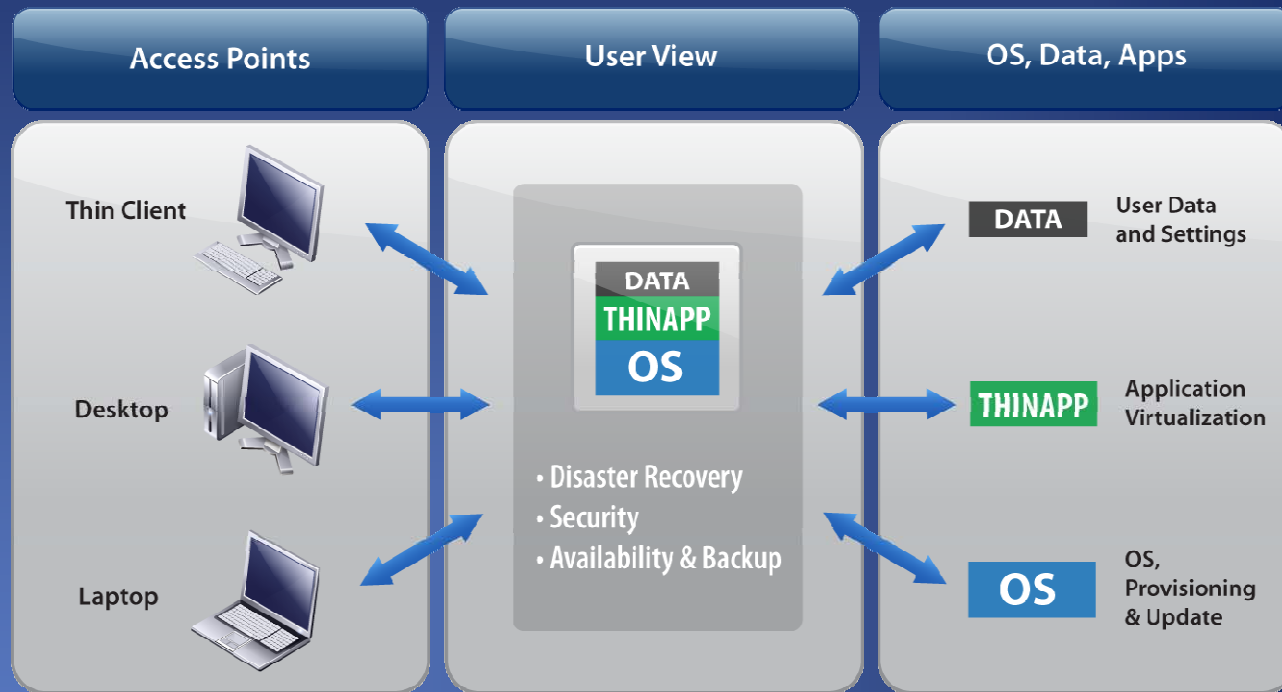 Access Points
User View
OS, Data, Apps
Thin Client
Desktop
Laptop
DATA
THINAPP
OS
• Disaster Recovery
• Security
• Availability & Backup
DATA
User Data
and Settings
THINAPP
Application
Virtualization
OS
OS,
Provisioning
& Update